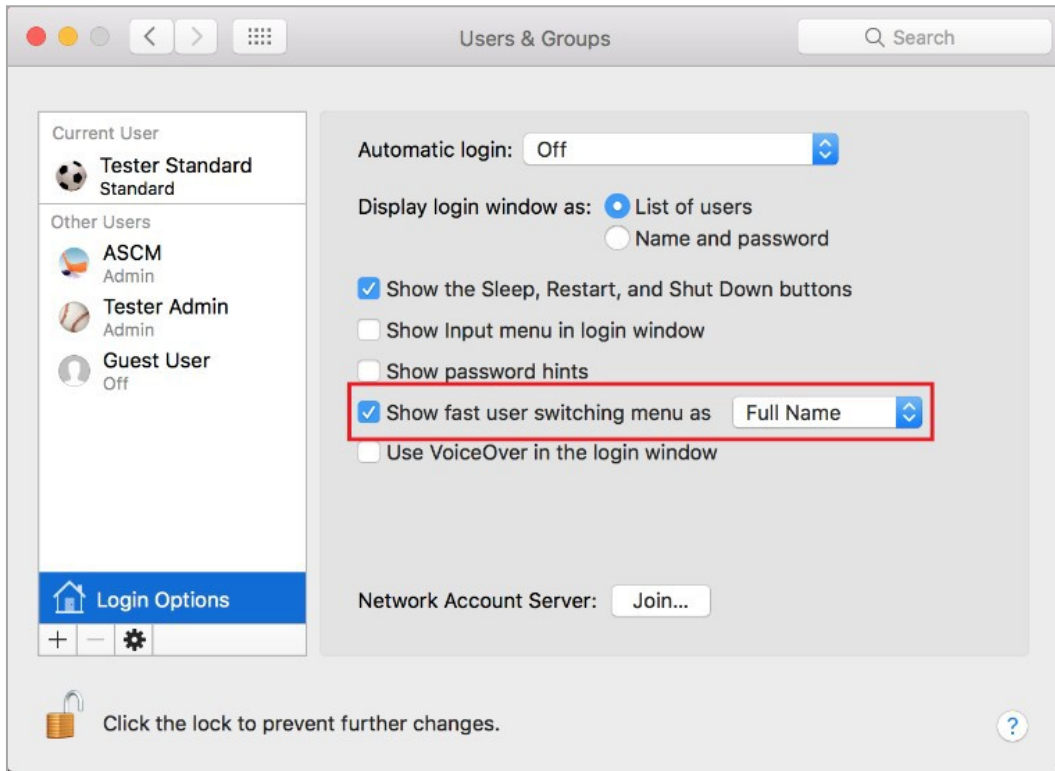 Users & Groups
Search
Current User
Tester Standard
Standard
Other Users
ASCM
Admin
Tester Admin
Admin
Guest User
Off
Login Options
Automatic login: Off
Display login window as: List of users
Name and password
Show the Sleep, Restart, and Shut Down buttons
Show Input menu in login window
Show password hints
Show fast user switching menu as Full Name
Use VoiceOver in the login window
Network Account Server: Join...
Click the lock to prevent further changes.
?